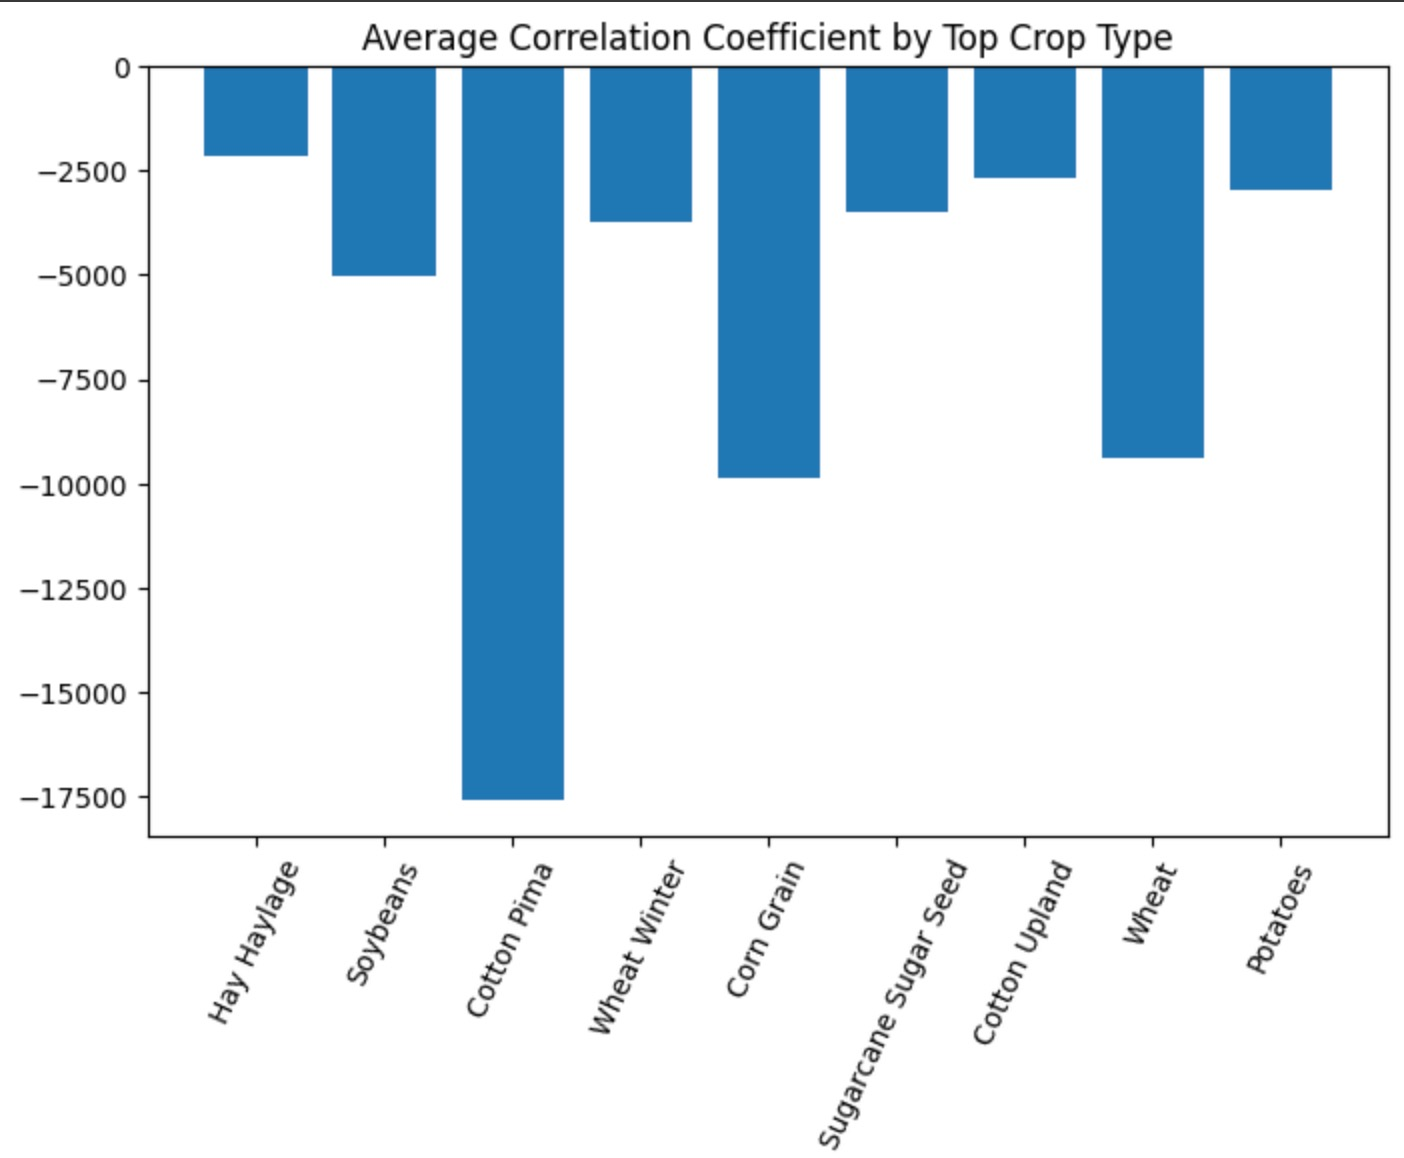 Average Correlation Coefficient by Top Crop Type
0
−2500
−5000
−7500
−10000
−12500
−15000
−17500
Hay Haylage
Soybeans
Cotton Pima
Wheat Winter
Corn Grain
Sugarcane Sugar Seed
Cotton Upland
Wheat
Potatoes